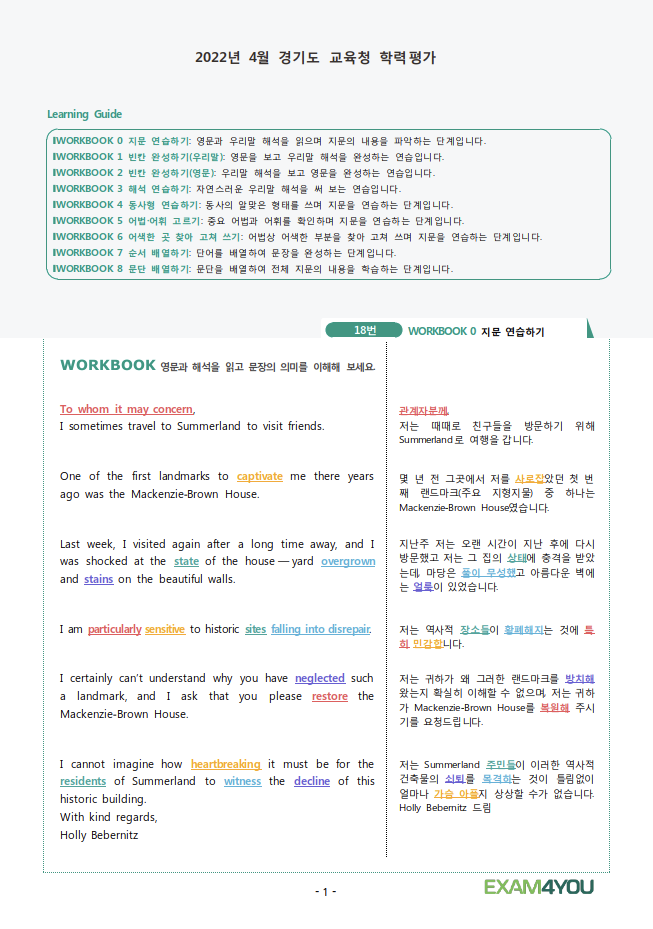 2022년 4월 경기도 교육청 학력평가
Learning Guide
WORKBOOK 0 지문 연습하기: 영문과 우리말 해석을 읽으며 지문의 내용을 파악하는 단계입니다.
WORKBOOK 1 빈칸 완성하기(우리말): 영문을 보고 우리말 해석을 완성하는 연습입니다.
WORKBOOK 2 빈칸 완성하기(영문): 우리말 해석을 보고 영문을 완성하는 연습입니다.
WORKBOOK 3 해석 연습하기: 자연스러운 우리말 해석을 써 보는 연습입니다.
WORKBOOK 4 동사형 연습하기: 동사의 알맞은 형태를 쓰며 지문을 연습하는 단계입니다.
WORKBOOK 5 어법·어휘 고르기: 중요 어법과 어휘를 확인하며 지문을 연습하는 단계입니다.
WORKBOOK 6 어색한 곳 찾아 고쳐 쓰기: 어법상 어색한 부분을 찾아 고쳐 쓰며 지문을 연습하는 단계입니다.
WORKBOOK 7 순서 배열하기: 단어를 배열하여 문장을 완성하는 단계입니다.
WORKBOOK 8 문단 배열하기: 문단을 배열하여 전체 지문의 내용을 학습하는 단계입니다.
18번 WORKBOOK 0 지문 연습하기
WORKBOOK 영문과 해석을 읽고 문장의 의미를 이해해 보세요.
To whom it may concern,
I sometimes travel to Summerland to visit friends.
관계자분께,
저는 때때로 친구들을 방문하기 위해
Summerland로 여행을 갑니다.
One of the first landmarks to captivate me there years
ago was the Mackenzie-Brown House.
몇 년 전 그곳에서 저를 사로잡았던 첫 번
째 랜드마크(주요 지형지물) 중 하나는
Mackenzie-Brown House였습니다.
Last week, I visited again after a long time away, and I
was shocked at the state of the house — yard overgrown
and stains on the beautiful walls.
지난주 저는 오랜 시간이 지난 후에 다시
방문했고 저는 그 집의 상태에 충격을 받았
는데, 마당은 풀이 무성했고 아름다운 벽에
는 얼룩이 있었습니다.
I am particularly sensitive to historic sites falling into disrepair.
저는 역사적 장소들이 황폐해지는 것에 특
히 민감합니다.
I certainly can't understand why you have neglected such
a landmark, and I ask that you please restore the
Mackenzie-Brown House.
저는 귀하가 왜 그러한 랜드마크를 방치해
왔는지 확실히 이해할 수 없으며, 저는 귀하
가 Mackenzie-Brown House를 복원해 주시
기를 요청드립니다.
I cannot imagine how heartbreaking it must be for the
residents of Summerland to witness the decline of this
historic building.
With kind regards,
Holly Bebernitz
저는 Summerland 주민들이 이러한 역사적
건축물의 쇠퇴를 목격하는 것이 틀림없이
얼마나 가슴 아플지 상상할 수가 없습니다.
Holly Bebernitz 드림
- 1 -
EXAM4YOU